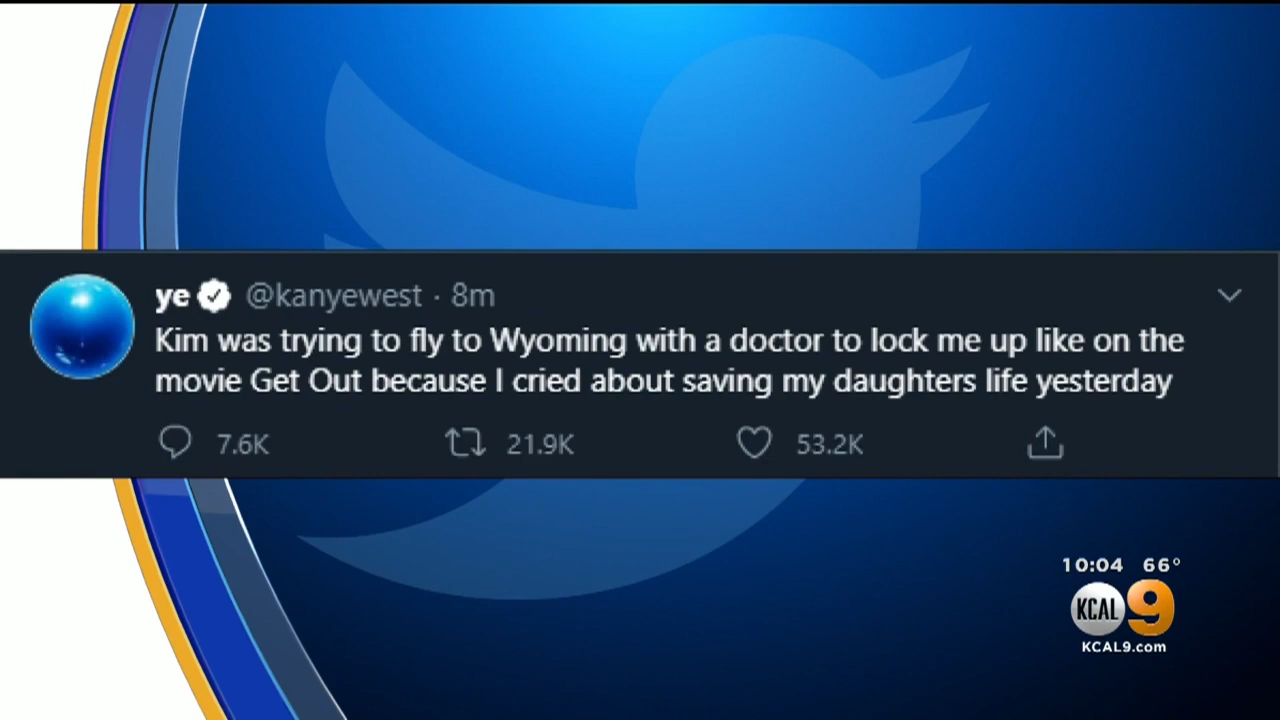 ye @kanyewest · 8m
Kim was trying to fly to Wyoming with a doctor to lock me up like on the
movie Get Out because I cried about saving my daughters life yesterday
7.6K 21.9K 53.2K
10:04 66°
KCAL 9
KCAL9.com